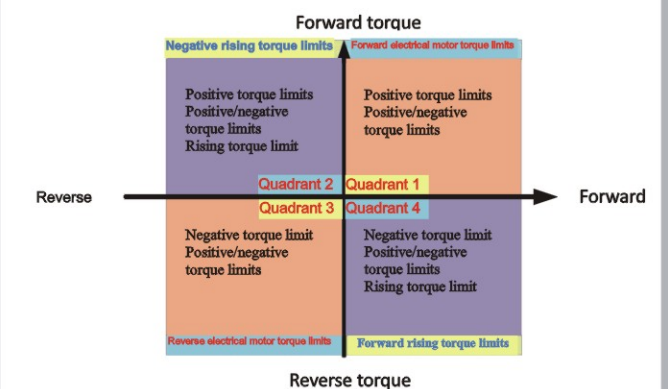 Forward torque
Negative rising torque limits
Forward electrical motor torque limits
Positive torque limits
Positive/negative
torque limits
Rising torque limit
Positive torque limits
Positive/negative
torque limits
Quadrant 2
Quadrant 1
Reverse
Forward
Quadrant 3
Quadrant 4
Negative torque limit
Positive/negative
torque limits
Negative torque limit
Positive/negative
torque limits
Rising torque limit
Reverse electrical motor torque limits
Forward rising torque limits
Reverse torque